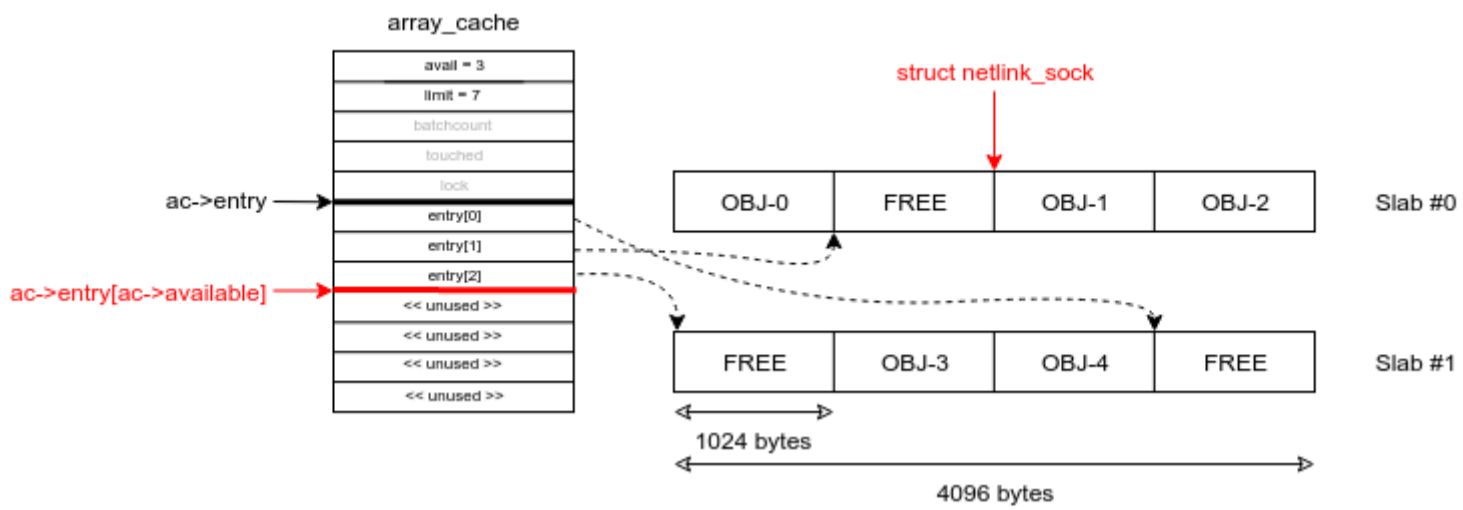 array_cache
avail = 3
limit = 7
batchcount
touched
lock
ac->entry
entry[0]
entry[1]
entry[2]
ac->entry[ac->available]
<< unused >>
<< unused >>
<< unused >>
<< unused >>
struct netlink_sock
OBJ-0 FREE OBJ-1 OBJ-2 Slab #0
FREE OBJ-3 OBJ-4 FREE Slab #1
1024 bytes
4096 bytes